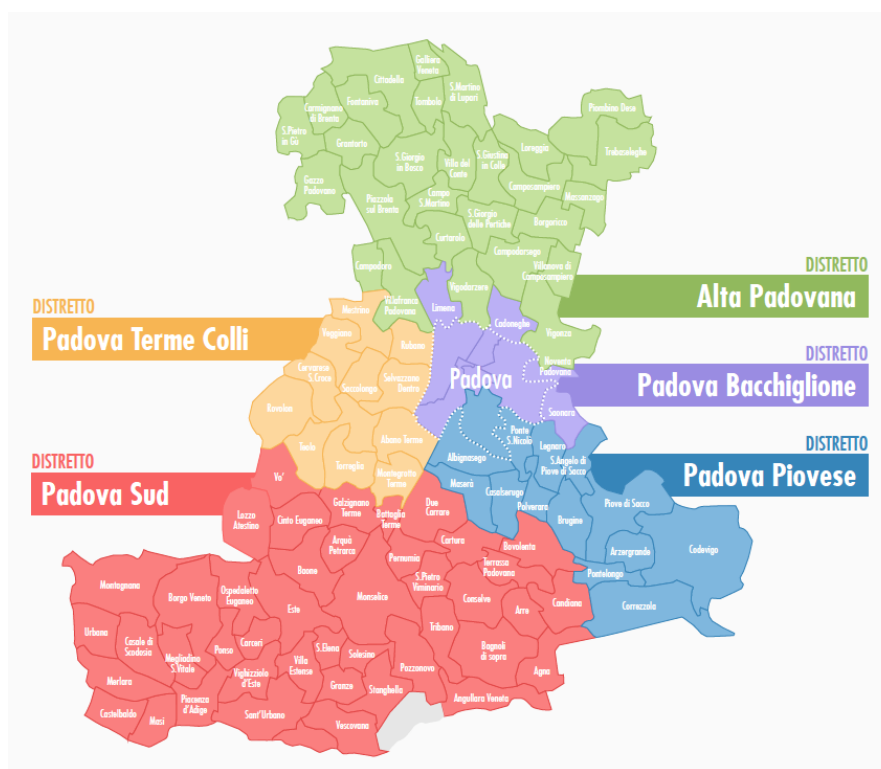 Galliera
Veneta
Cittadella
S.Martino
di Lupari
Fontaniva
Tombolo
Carmignano
di Brenta
Piombino Dese
S.Pietro
in Gù
Grantorto
Loreggia
Trebaseleghe
S.Giorgio
in Bosco
Villa del
Conte
S.Giustina
in Colle
Gazzo
Padovano
Camposampiero
Massanzago
Piazzola
sul Brenta
Campo
S.Martino
S.Giorgio
delle Pertiche
Borgoricco
Curtarolo
Campodarsego
Campodoro
Villanova di
Camposampiero
Vigodarzere
DISTRETTO
Alta Padovana
Villafranca
Padovana
Limena
DISTRETTO
Padova Terme Colli
Mestrino
Cadoneghe
Vigonza
Veggiano
Rubano
Noventa
Padovana
DISTRETTO
Padova Bacchiglione
Cervarese
S.Croce
Saccolongo
Selvazzano
Dentro
Padova
Saonara
Rovolon
Abano Terme
Ponte
S.Nicolò
Legnaro
DISTRETTO
Padova Piovese
Teolo
Torreglia
Montegrotto
Terme
Albignasego
S.Angelo di
Piove di Sacco
DISTRETTO
Padova Sud
Vo'
Maserà
Casalserugo
Polverara
Piove di Sacco
Lozzo
Atestino
Cinto Euganeo
Galzignano
Terme
Battaglia
Terme
Due
Carrare
Brugine
Arquà
Petrarca
Cartura
Bovolenta
Arzergrande
Codevigo
Baone
Pernumia
Terrassa
Padovana
Pontelongo
Montagnana
Borgo Veneto
Ospedaletto
Euganeo
S.Pietro
Viminario
Correzzola
Este
Monselice
Conselve
Arre
Candiana
Urbana
Casale di
Scodosia
Megliadino
S.Vitale
Ponso
Carceri
S.Elena
Solesino
Tribano
Bagnoli
di sopra
Merlara
Vighizzolo
d'Este
Villa
Estense
Granze
Stanghella
Pozzonovo
Agna
Castelbaldo
Masi
Piacenza
d'Adige
Sant'Urbano
Vescovana
Anguillara Veneta